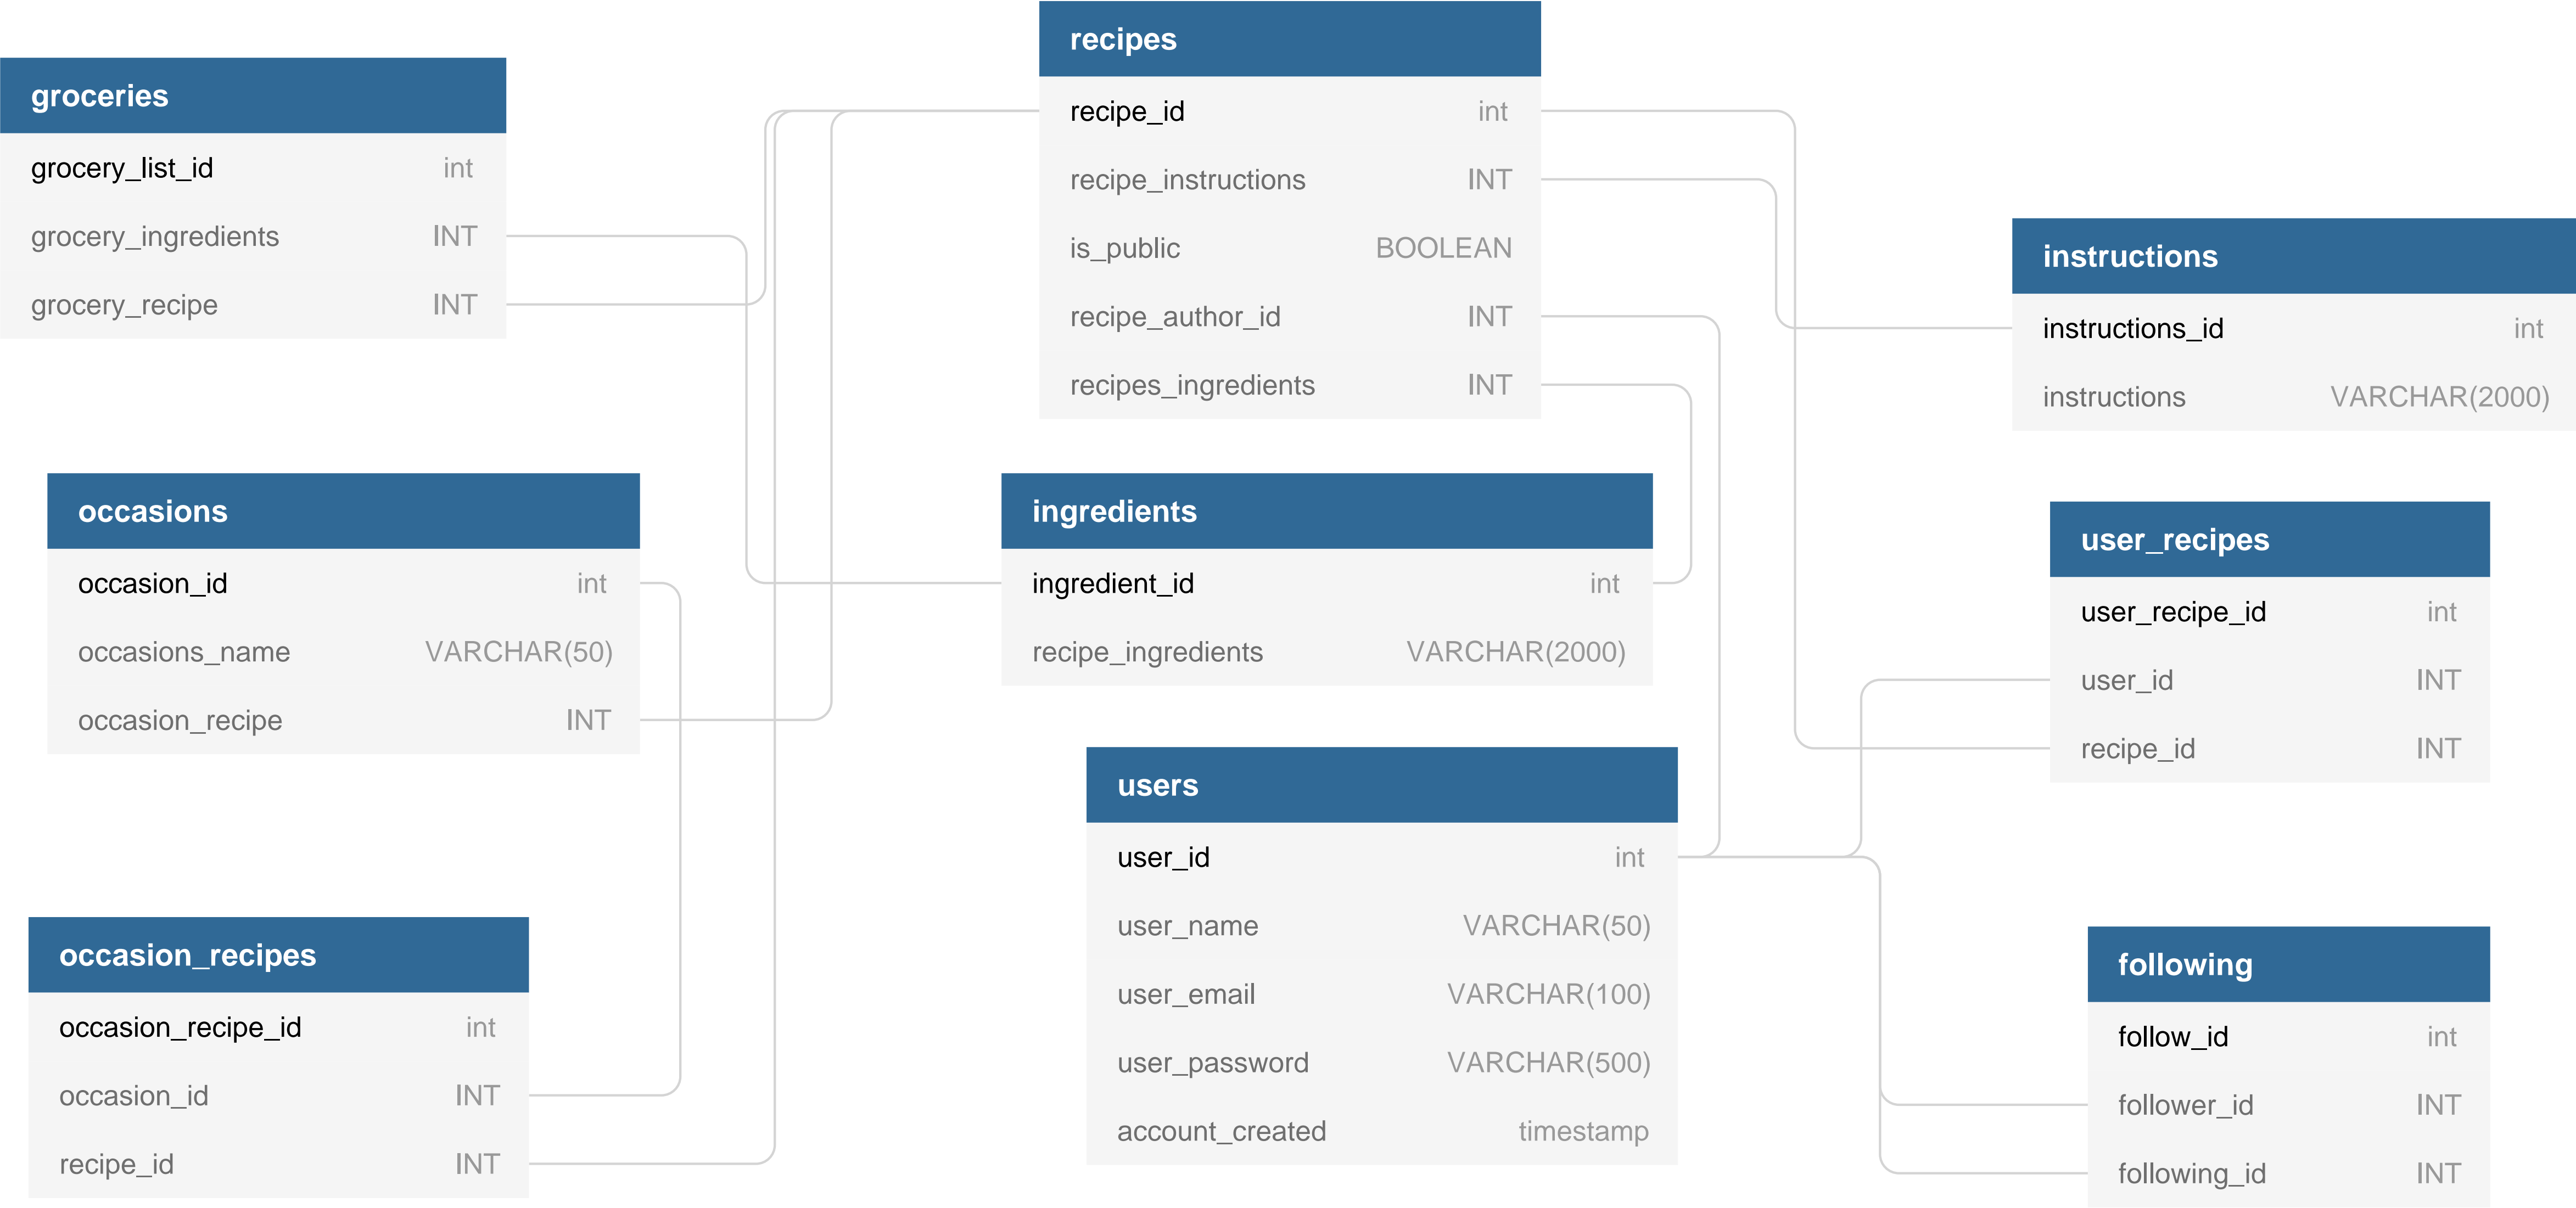 recipes
recipe_id int
recipe_instructions INT
is_public BOOLEAN
recipe_author_id INT
recipes_ingredients INT
groceries
grocery_list_id int
grocery_ingredients INT
grocery_recipe INT
instructions
instructions_id int
instructions VARCHAR(2000)
occasions
occasion_id int
occasions_name VARCHAR(50)
occasion_recipe INT
ingredients
ingredient_id int
recipe_ingredients VARCHAR(2000)
user_recipes
user_recipe_id int
user_id INT
recipe_id INT
users
user_id int
user_name VARCHAR(50)
user_email VARCHAR(100)
user_password VARCHAR(500)
account_created timestamp
occasion_recipes
occasion_recipe_id int
occasion_id INT
recipe_id INT
following
follow_id int
follower_id INT
following_id INT